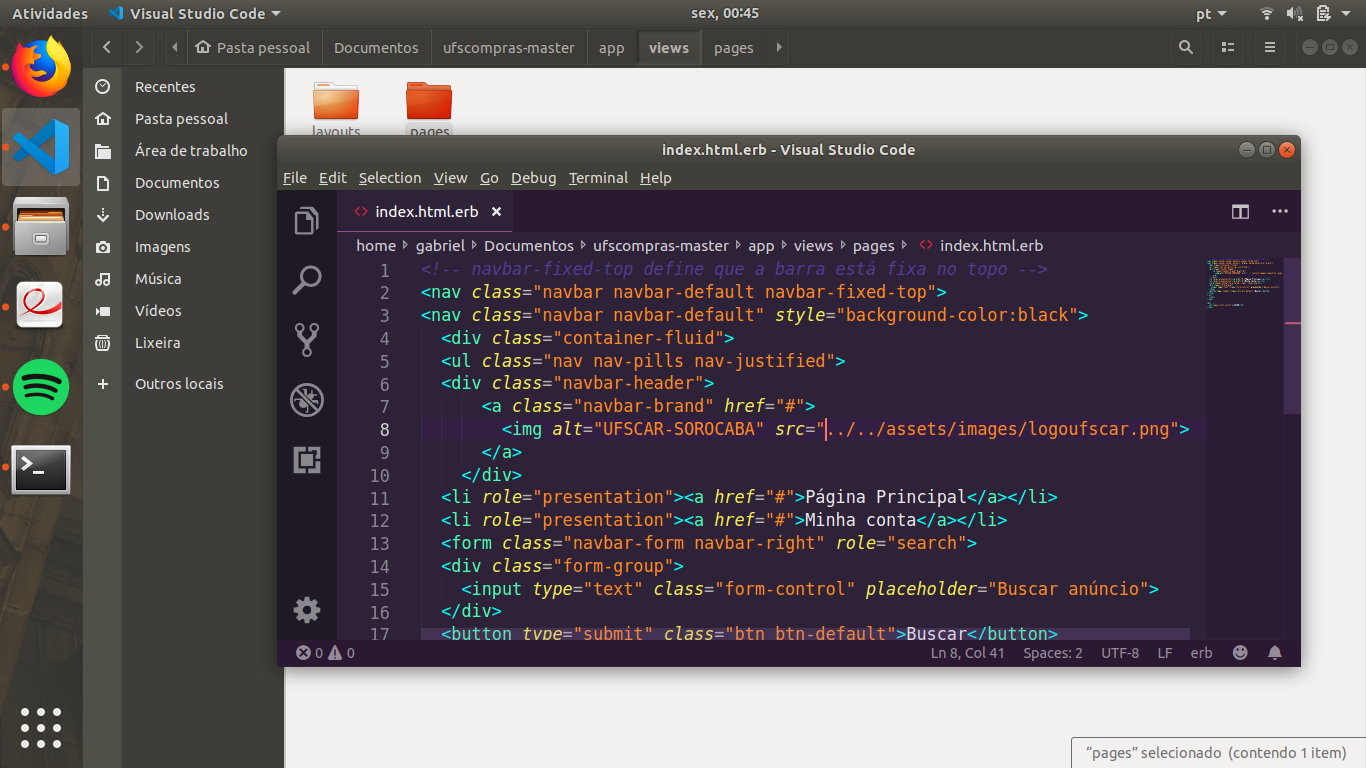 Atividades
Visual Studio Code
sex, 00:45
pt
Pasta pessoal
Documentos
ufscompras-master
app
views
pages
Recentes
Pasta pessoal
Área de trabalho
Documentos
Downloads
Imagens
Música
Vídeos
Lixeira
Outros locais
layouts
pages
index.html.erb - Visual Studio Code
File Edit Selection View Go Debug Terminal Help
index.html.erb
home gabriel Documentos ufscompras-master app views pages index.html.erb
1 <!-- navbar-fixed-top define que a barra está fixa no topo -->
2 <nav class="navbar navbar-default navbar-fixed-top">
3 <nav class="navbar navbar-default" style="background-color:black">
4 <div class="container-fluid">
5 <ul class="nav nav-pills nav-justified">
6 <div class="navbar-header">
7 <a class="navbar-brand" href="#">
8 <img alt="UFSCAR-SOROCABA" src="../../assets/images/logoufscar.png">
9 </a>
10 </div>
11 <li role="presentation"><a href="#">Página Principal</a></li>
12 <li role="presentation"><a href="#">Minha conta</a></li>
13 <form class="navbar-form navbar-right" role="search">
14 <div class="form-group">
15 <input type="text" class="form-control" placeholder="Buscar anúncio">
16 </div>
17 <button type="submit" class="btn btn-default">Buscar</button>
0 0
Ln 8, Col 41 Spaces: 2 UTF-8 LF erb
“pages” selecionado (contendo 1 item)